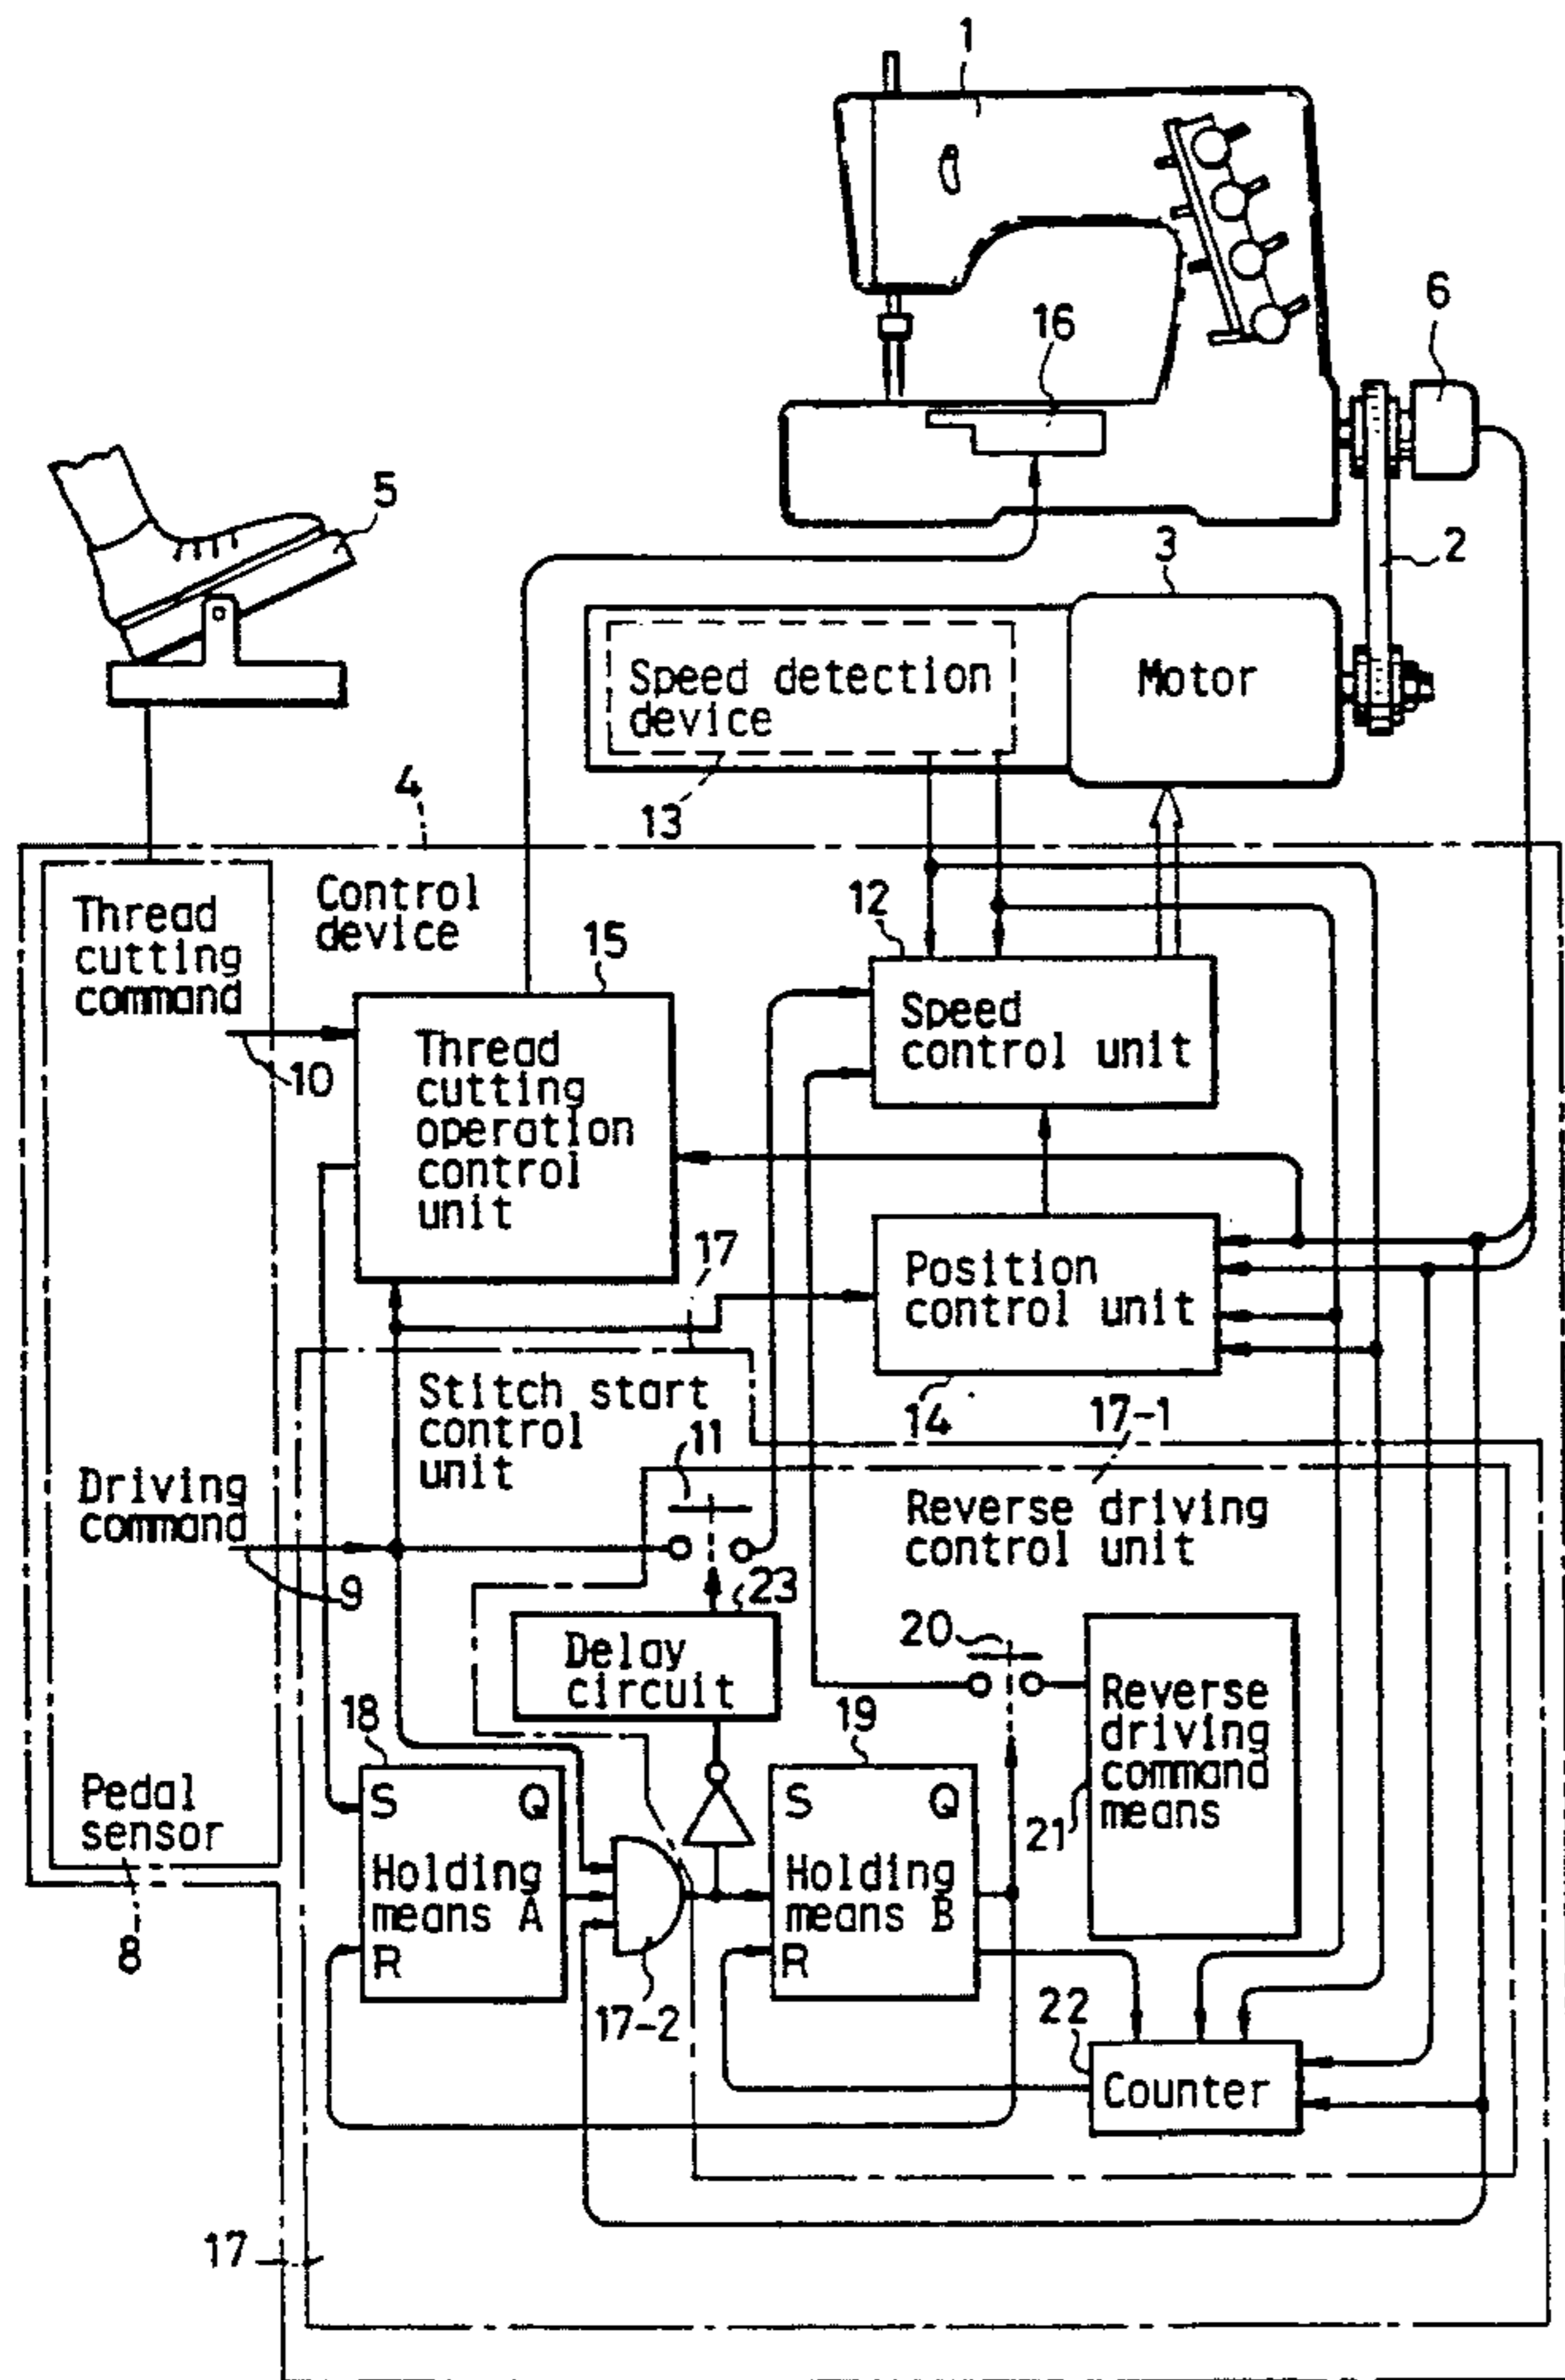 1
6
16
5
2
3
Speed detection
device
Motor
13
4
Thread
cutting
command
Control
device
15
12
Speed
control unit
10
Thread
cutting
operation
control
unit
17
Position
control unit
14
17-1
Stitch start
control
unit
11
Driving
command
Reverse driving
control unit
9
23
Delay
circuit
20
Reverse
driving
command
means
21
18
19
Pedal
sensor
8
S
Q
Holding
means A
R
17-2
S
Q
Holding
means B
R
22
Counter
17